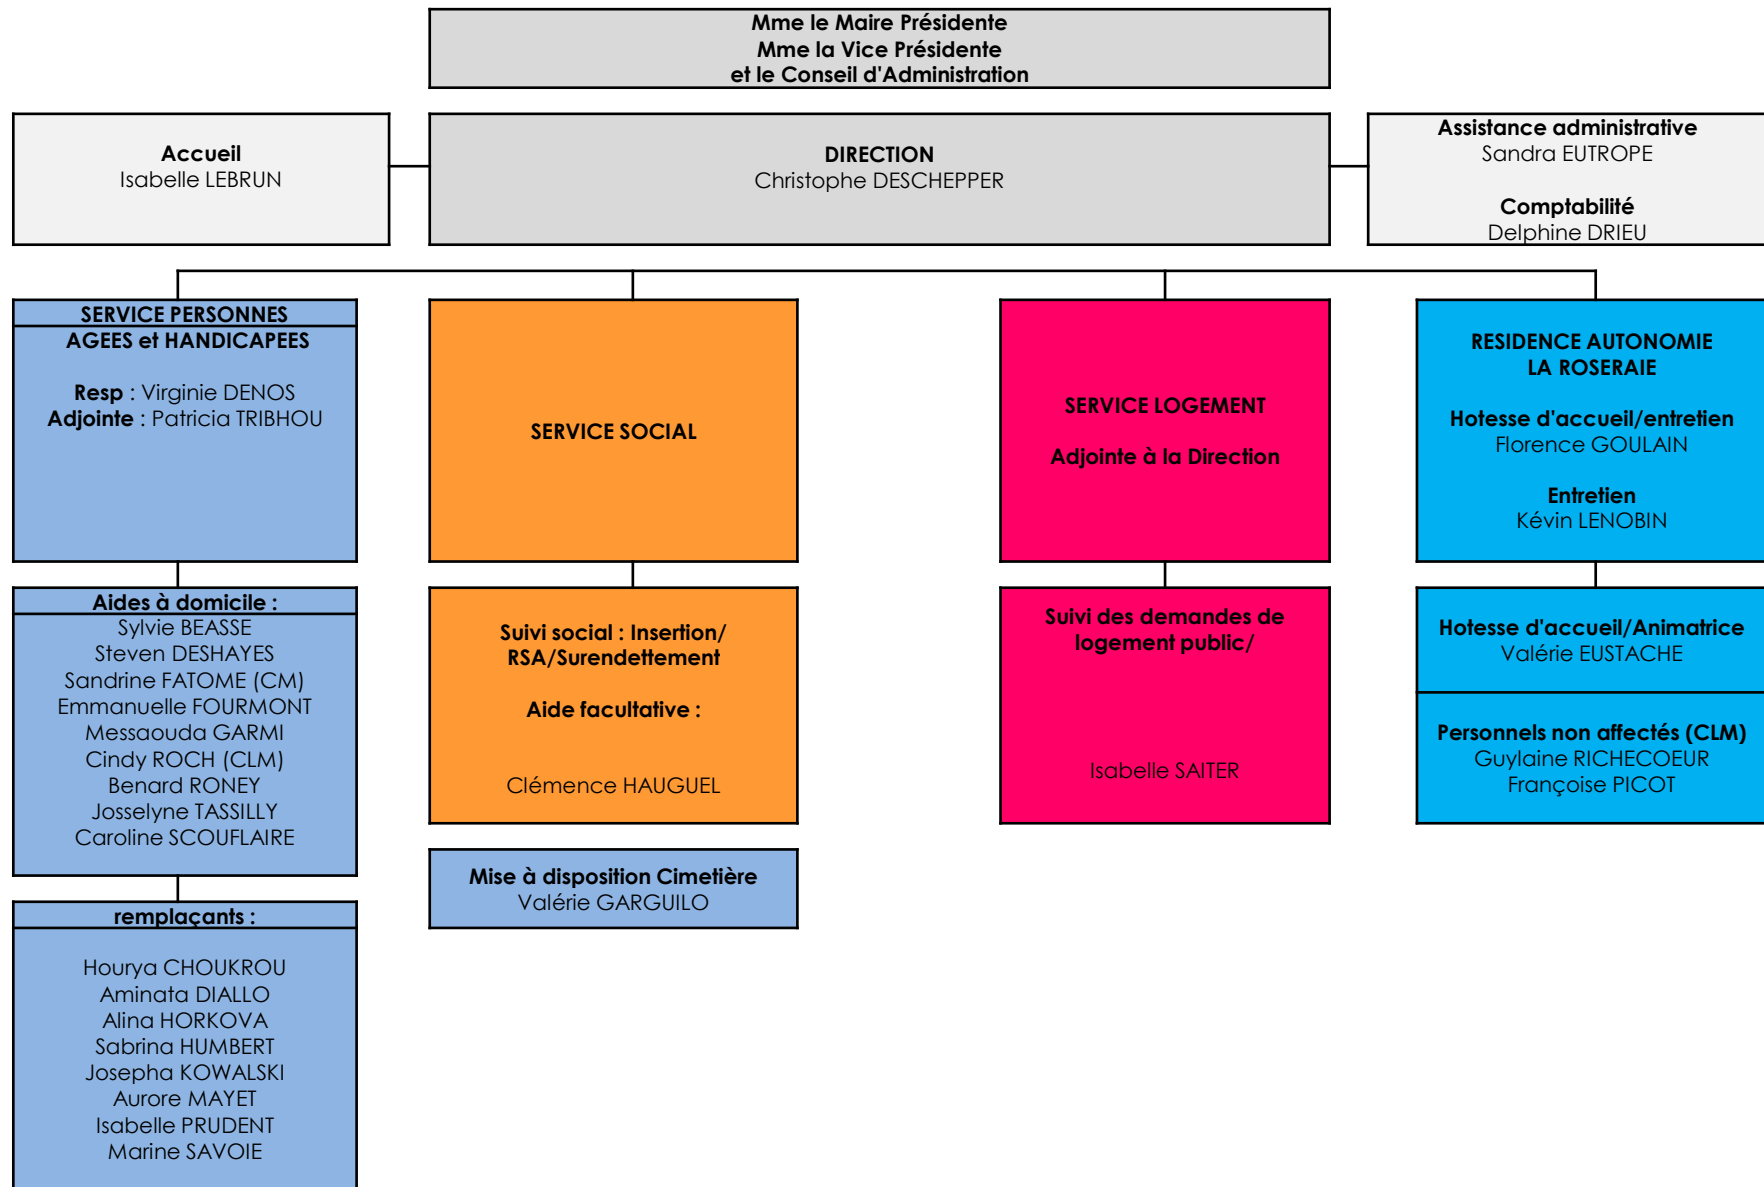 Mme le Maire Présidente
Mme la Vice Présidente
et le Conseil d'Administration
Accueil
Isabelle LEBRUN
DIRECTION
Christophe DESCHEPPER
Assistance administrative
Sandra EUTROPE
Comptabilité
Delphine DRIEU
SERVICE PERSONNES
AGEES et HANDICAPEES
Resp : Virginie DENOS
Adjointe : Patricia TRIBHOU
SERVICE SOCIAL
SERVICE LOGEMENT
Adjointe à la Direction
RESIDENCE AUTONOMIE
LA ROSERAIE
Hotesse d'accueil/entretien
Florence GOULAIN
Entretien
Kévin LENOBIN
Aides à domicile :
Sylvie BEASSE
Steven DESHAYES
Sandrine FATOME (CM)
Emmanuelle FOURMONT
Messaouda GARMI
Cindy ROCH (CLM)
Benard RONEY
Josselyne TASSILLY
Caroline SCOUFLAIRE
Suivi social : Insertion/
RSA/Surendettement
Aide facultative :
Clémence HAUGUEL
Suivi des demandes de
logement public/
Isabelle SAITER
Hotesse d'accueil/Animatrice
Valérie EUSTACHE
Personnels non affectés (CLM)
Guylaine RICHECOEUR
Françoise PICOT
Mise à disposition Cimetière
Valérie GARGUILO
remplaçants :
Hourya CHOUKROU
Aminata DIALLO
Alina HORKOVA
Sabrina HUMBERT
Josepha KOWALSKI
Aurore MAYET
Isabelle PRUDENT
Marine SAVOIE